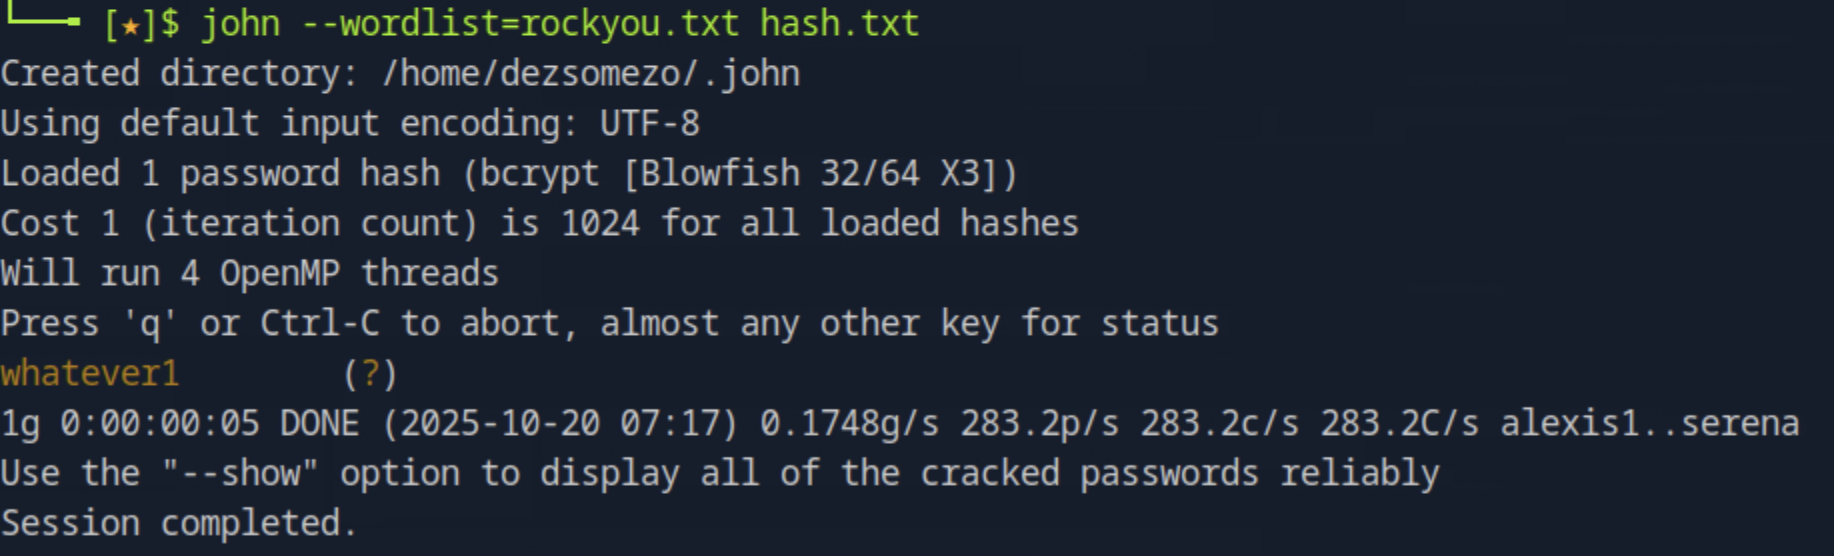 [★]$ john --wordlist=rockyou.txt hash.txt
Created directory: /home/dezsomezo/.john
Using default input encoding: UTF-8
Loaded 1 password hash (bcrypt [Blowfish 32/64 X3])
Cost 1 (iteration count) is 1024 for all loaded hashes
Will run 4 OpenMP threads
Press 'q' or Ctrl-C to abort, almost any other key for status
whatever1        (?)
1g 0:00:00:05 DONE (2025-10-20 07:17) 0.1748g/s 283.2p/s 283.2c/s 283.2C/s alexis1..serena
Use the "--show" option to display all of the cracked passwords reliably
Session completed.